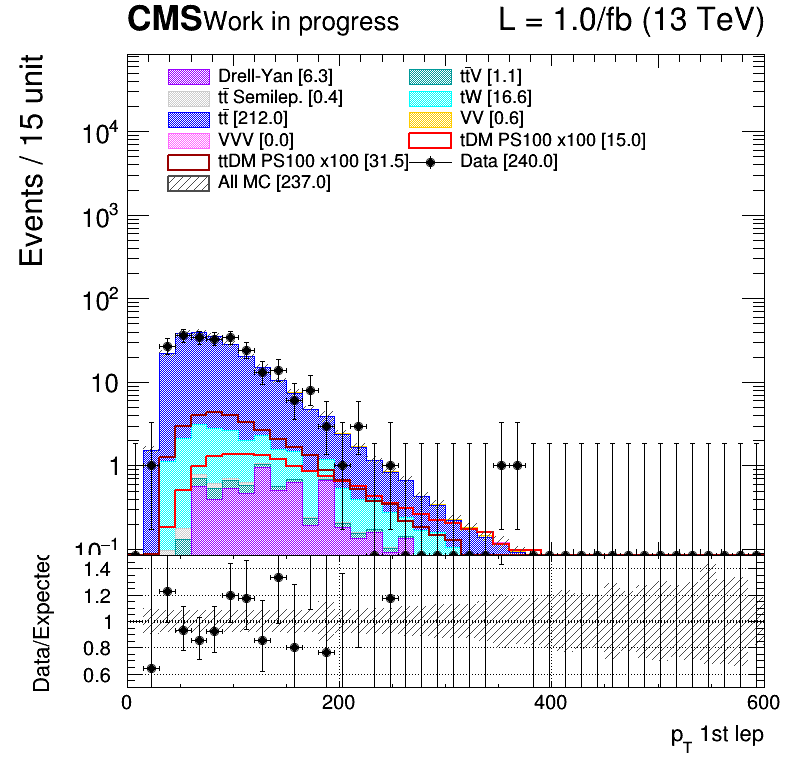 CMS Work in progress L = 1.0/fb (13 TeV)
Drell-Yan [6.3] tt̄V [1.1]
tt̄ Semilep. [0.4] tW [16.6]
tt̄ [212.0] VV [0.6]
VVV [0.0] tDM PS100 x100 [15.0]
ttDM PS100 x100 [31.5] Data [240.0]
All MC [237.0]
Events / 15 unit
10⁴
10³
10²
10
1
10⁻¹
Data/Expected
1.4
1.2
1
0.8
0.6
0 200 400 600
p_T 1st lep